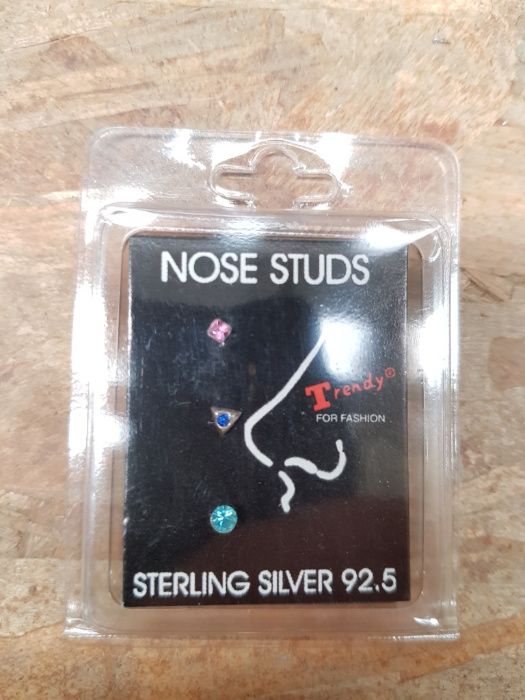 NOSE STUDS
Trendy®
FOR FASHION
STERLING SILVER 92.5